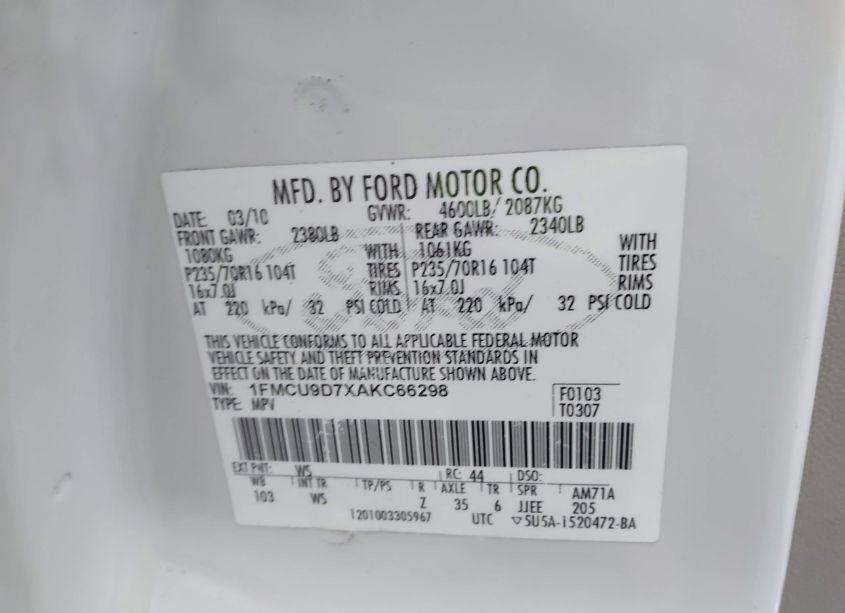 MFD. BY FORD MOTOR CO.
DATE: 03/10 GVWR: 4600LB/ 2087KG
FRONT GAWR: 2380LB REAR GAWR: 2340LB
1080KG WITH 1061KG WITH
P235/70R16 104T TIRES P235/70R16 104T TIRES
16x7.0J RIMS 16x7.0J RIMS
AT 220 kPa/ 32 PSI COLD AT 220 kPa/ 32 PSI COLD
THIS VEHICLE CONFORMS TO ALL APPLICABLE FEDERAL MOTOR
VEHICLE SAFETY AND THEFT PREVENTION STANDARDS IN
EFFECT ON THE DATE OF MANUFACTURE SHOWN ABOVE.
VIN: 1FMCU9D7XAKC66298 F0103
TYPE: MPV T0307
EXT PNT: WS RC: 44 DSO:
WB INT TR TP/PS R AXLE TR SPR AM71A
103 WS Z 35 6 JJEE 205
1201003305967 UTC ▽5U5A-1520472-BA